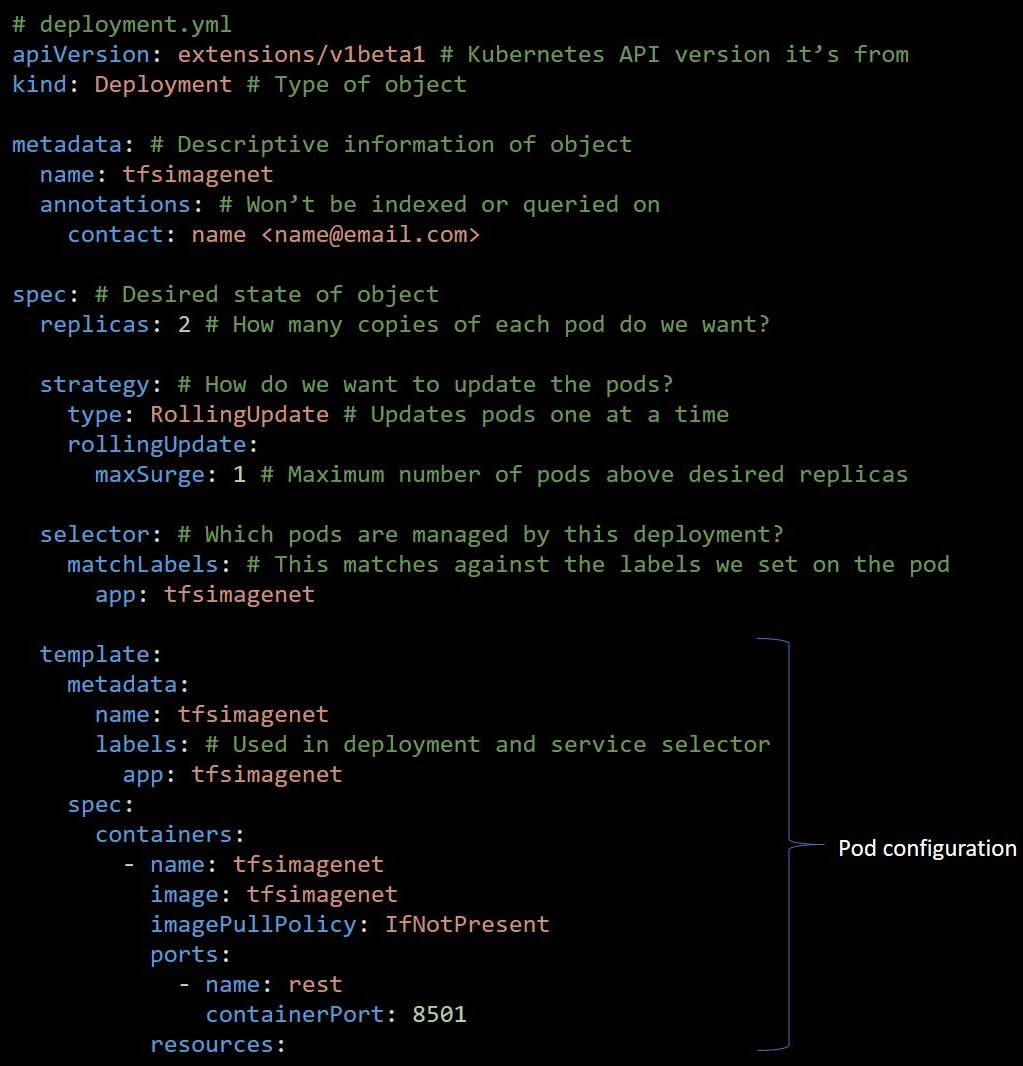 # deployment.yml
apiVersion: extensions/v1beta1 # Kubernetes API version it’s from
kind: Deployment # Type of object

metadata: # Descriptive information of object
  name: tfsimagenet
  annotations: # Won’t be indexed or queried on
    contact: name <name@email.com>

spec: # Desired state of object
  replicas: 2 # How many copies of each pod do we want?

  strategy: # How do we want to update the pods?
    type: RollingUpdate # Updates pods one at a time
    rollingUpdate:
      maxSurge: 1 # Maximum number of pods above desired replicas

  selector: # Which pods are managed by this deployment?
    matchLabels: # This matches against the labels we set on the pod
      app: tfsimagenet

  template:
    metadata:
      name: tfsimagenet
      labels: # Used in deployment and service selector
        app: tfsimagenet
    spec:
      containers:
        - name: tfsimagenet
          image: tfsimagenet
          imagePullPolicy: IfNotPresent
          ports:
            - name: rest
              containerPort: 8501
          resources:
Pod configuration